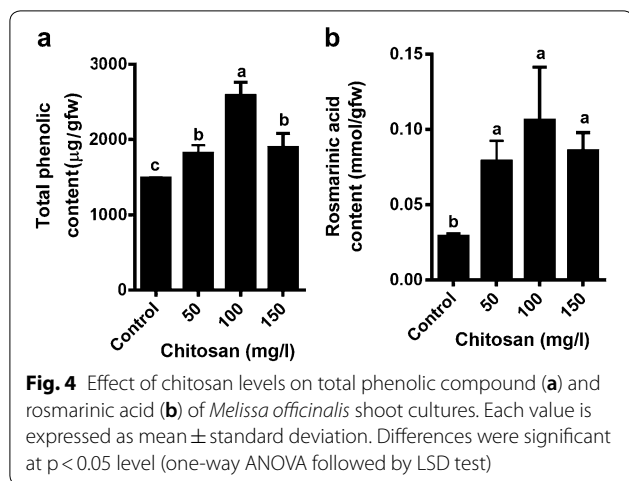 a
Total phenolic
content(µg/gfw)
3000
2000
1000
0
c
b
a
b
Control
50
100
150
Chitosan (mg/l)
b
Rosmarinic acid
content (mmol/gfw)
0.15
0.10
0.05
0.00
b
a
a
a
Control
50
100
150
Chitosan (mg/l)
Fig. 4 Effect of chitosan levels on total phenolic compound (a) and
rosmarinic acid (b) of Melissa officinalis shoot cultures. Each value is
expressed as mean ± standard deviation. Differences were significant
at p < 0.05 level (one-way ANOVA followed by LSD test)